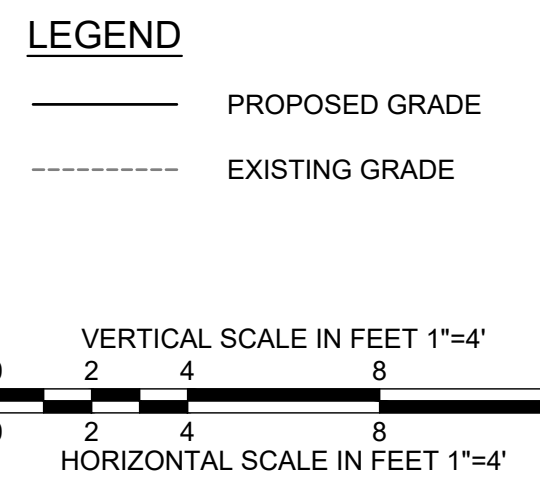 LEGEND
PROPOSED GRADE
EXISTING GRADE
VERTICAL SCALE IN FEET 1"=4'
2 4 8
2 4 8
HORIZONTAL SCALE IN FEET 1"=4'